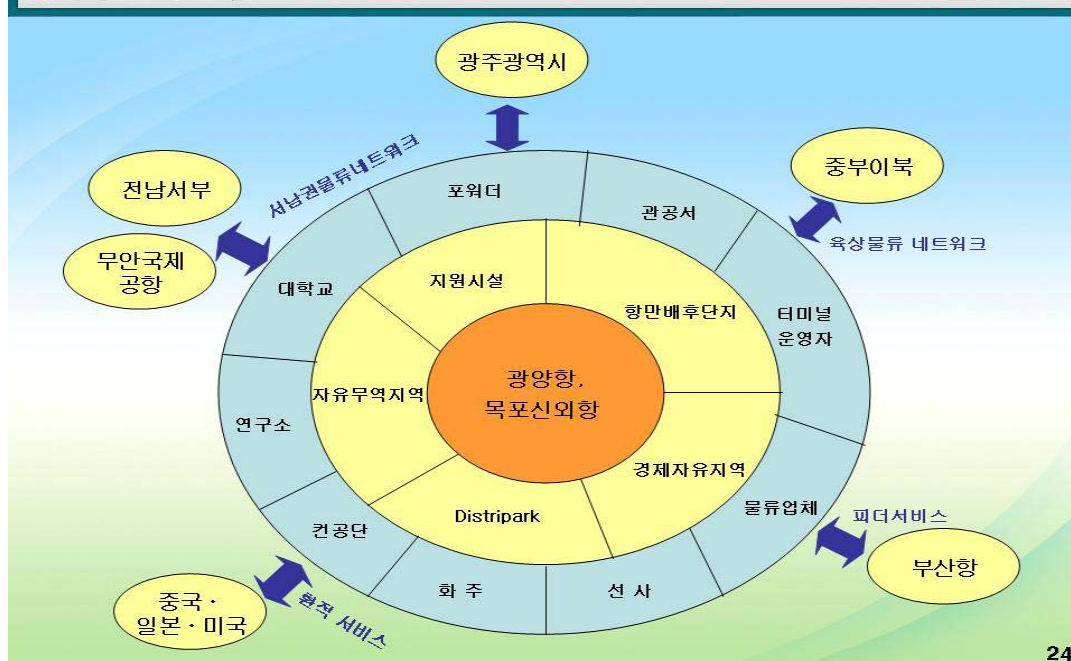 광주광역시
중부이북
전남서부
무안국제
공항
서남권물류네트워크
육상물류 네트워크
포워더
관공서
대학교
터미널
운영자
지원시설
항만배후단지
자유무역지역
광양항,
목포신외항
연구소
경제자유지역
물류업체
Distripark
컨공단
화 주
선 사
피더서비스
부산항
중국·
일본·미국
환적 서비스
24